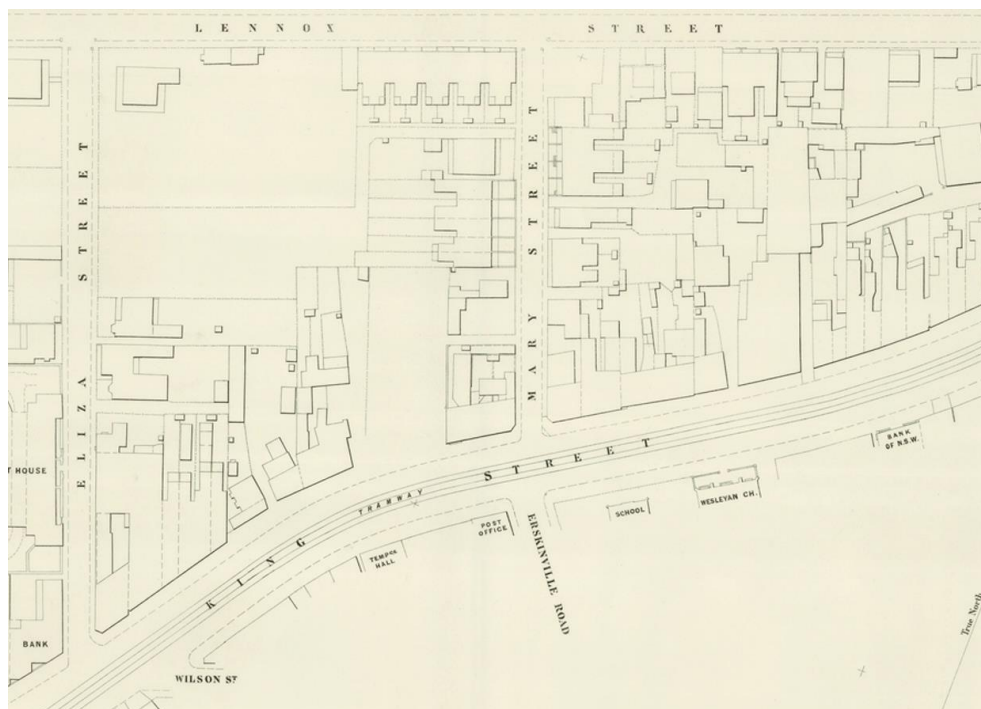 LENNOX STREET
ELIZA STREET
MARY STREET
T HOUSE
KING STREET
TRAMWAY
BANK
OF N.S.W.
WESLEYAN CH.
SCHOOL
POST
OFFICE
TEMPCE
HALL
ERSKINVILLE ROAD
BANK
WILSON ST
True North